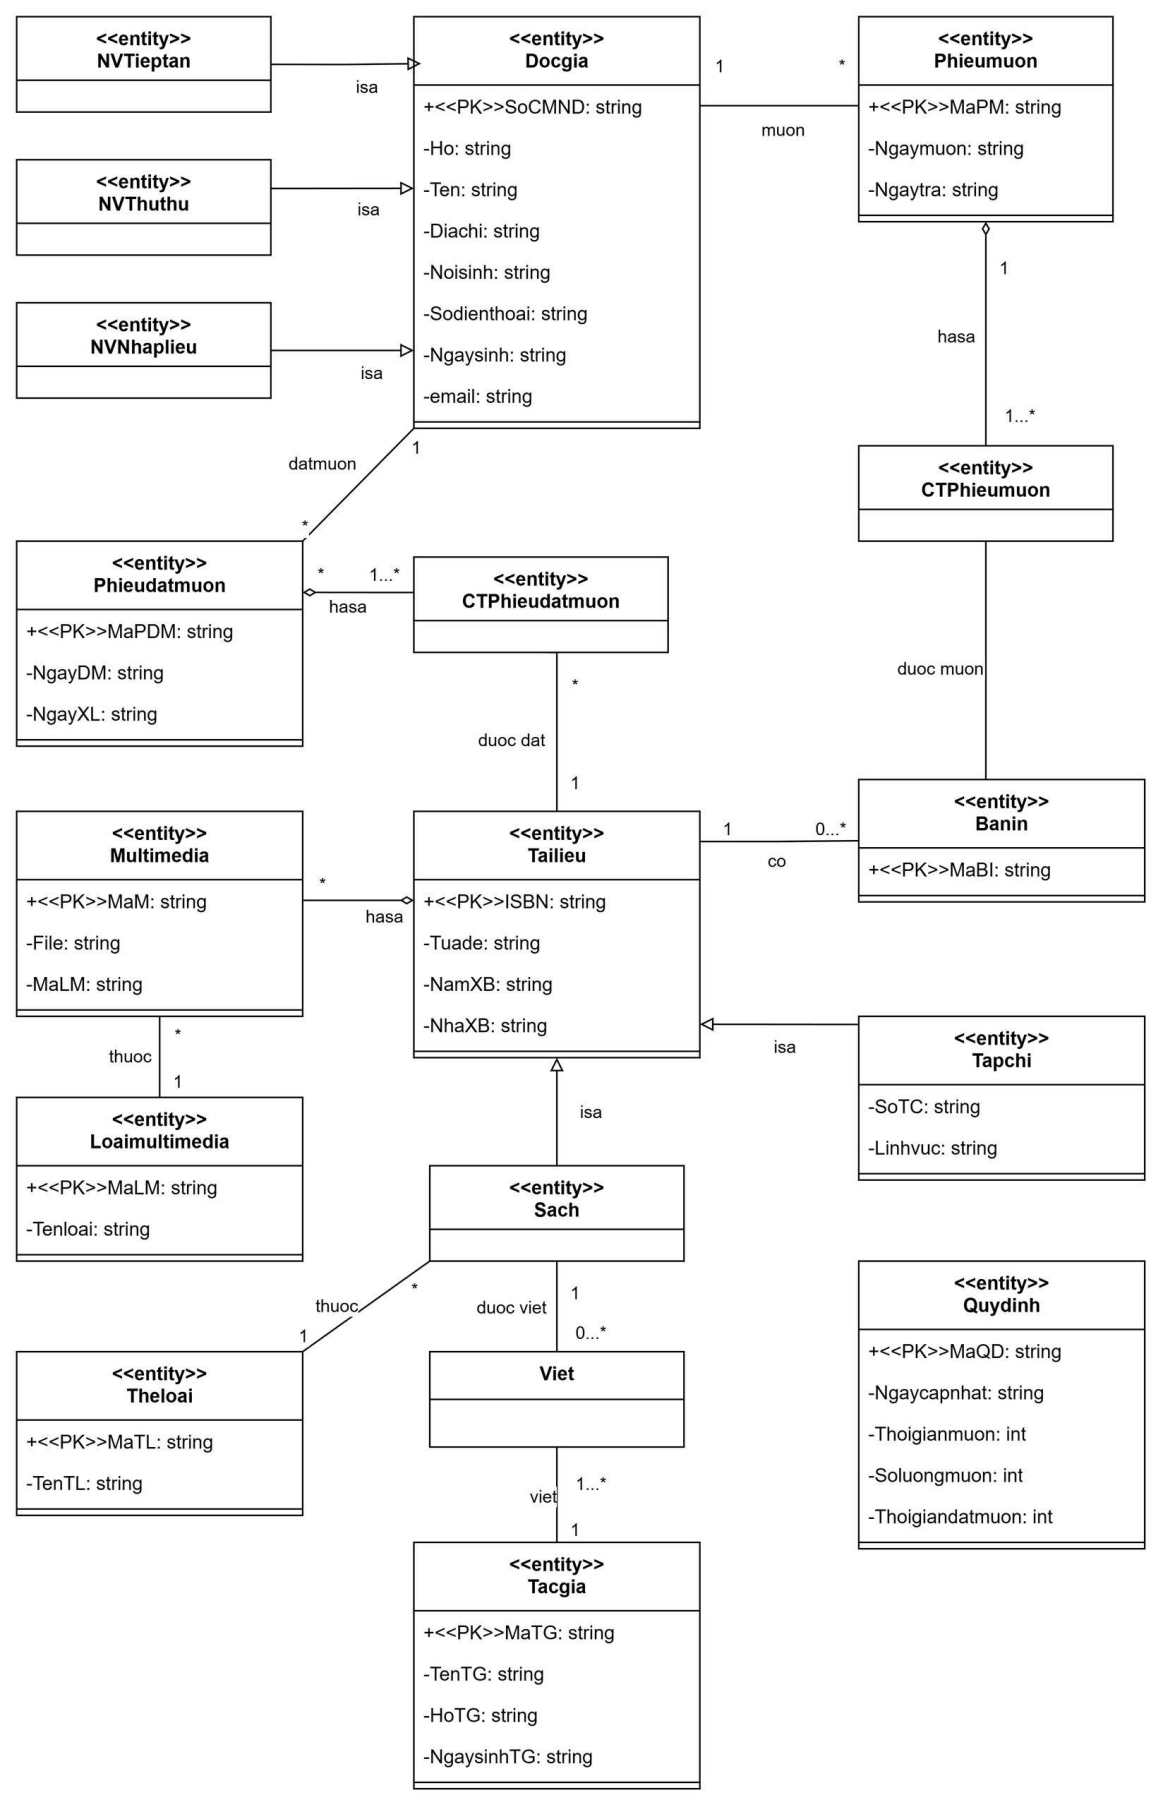 <<entity>>
NVTieptan
isa
<<entity>>
NVThuthu
isa
<<entity>>
NVNhaplieu
isa
<<entity>>
Docgia
+<<PK>>SoCMND: string
-Ho: string
-Ten: string
-Diachi: string
-Noisinh: string
-Sodienthoai: string
-Ngaysinh: string
-email: string
1
*
muon
<<entity>>
Phieumuon
+<<PK>>MaPM: string
-Ngaymuon: string
-Ngaytra: string
1
hasa
1...*
<<entity>>
CTPhieumuon
duoc muon
1
datmuon
*
<<entity>>
Phieudatmuon
+<<PK>>MaPDM: string
-NgayDM: string
-NgayXL: string
*
1...*
hasa
<<entity>>
CTPhieudatmuon
*
duoc dat
1
<<entity>>
Multimedia
+<<PK>>MaM: string
-File: string
-MaLM: string
*
hasa
<<entity>>
Tailieu
+<<PK>>ISBN: string
-Tuade: string
-NamXB: string
-NhaXB: string
1
0...*
co
<<entity>>
Banin
+<<PK>>MaBI: string
isa
<<entity>>
Tapchi
-SoTC: string
-Linhvuc: string
*
thuoc
1
<<entity>>
Loaimultimedia
+<<PK>>MaLM: string
-Tenloai: string
isa
<<entity>>
Sach
*
thuoc
1
<<entity>>
Theloai
+<<PK>>MaTL: string
-TenTL: string
1
duoc viet
0...*
Viet
1...*
viet
1
<<entity>>
Tacgia
+<<PK>>MaTG: string
-TenTG: string
-HoTG: string
-NgaysinhTG: string
<<entity>>
Quydinh
+<<PK>>MaQD: string
-Ngaycapnhat: string
-Thoigianmuon: int
-Soluongmuon: int
-Thoigiandatmuon: int